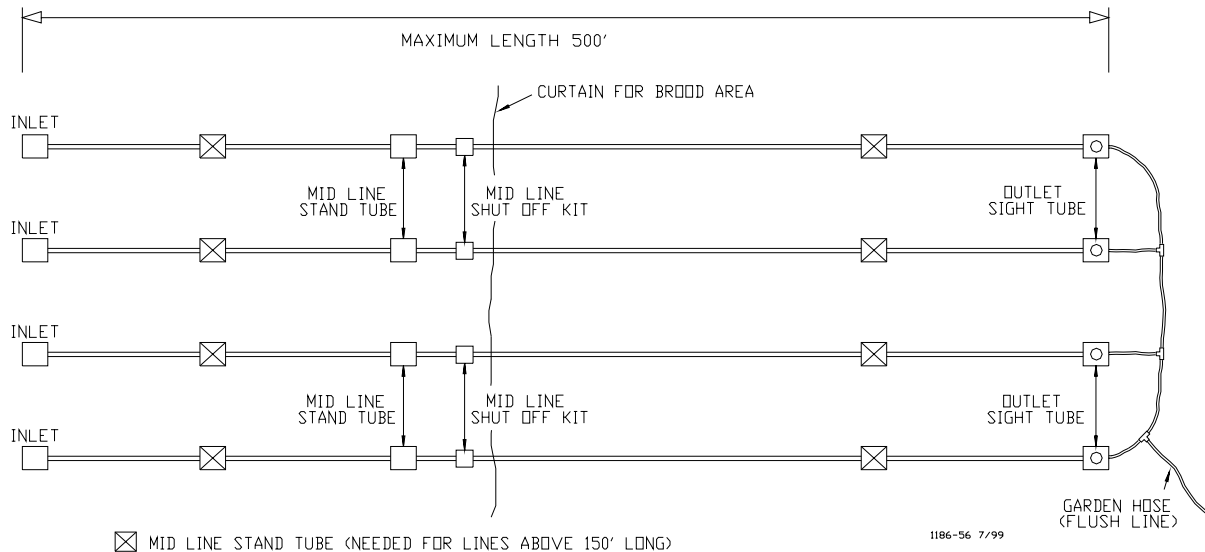 MAXIMUM LENGTH 500'
CURTAIN FOR BROOD AREA
INLET
MID LINE
STAND TUBE
MID LINE
SHUT OFF KIT
OUTLET
SIGHT TUBE
INLET
INLET
MID LINE
STAND TUBE
MID LINE
SHUT OFF KIT
OUTLET
SIGHT TUBE
INLET
GARDEN HOSE
(FLUSH LINE)
MID LINE STAND TUBE (NEEDED FOR LINES ABOVE 150' LONG)
1186-56 7/99